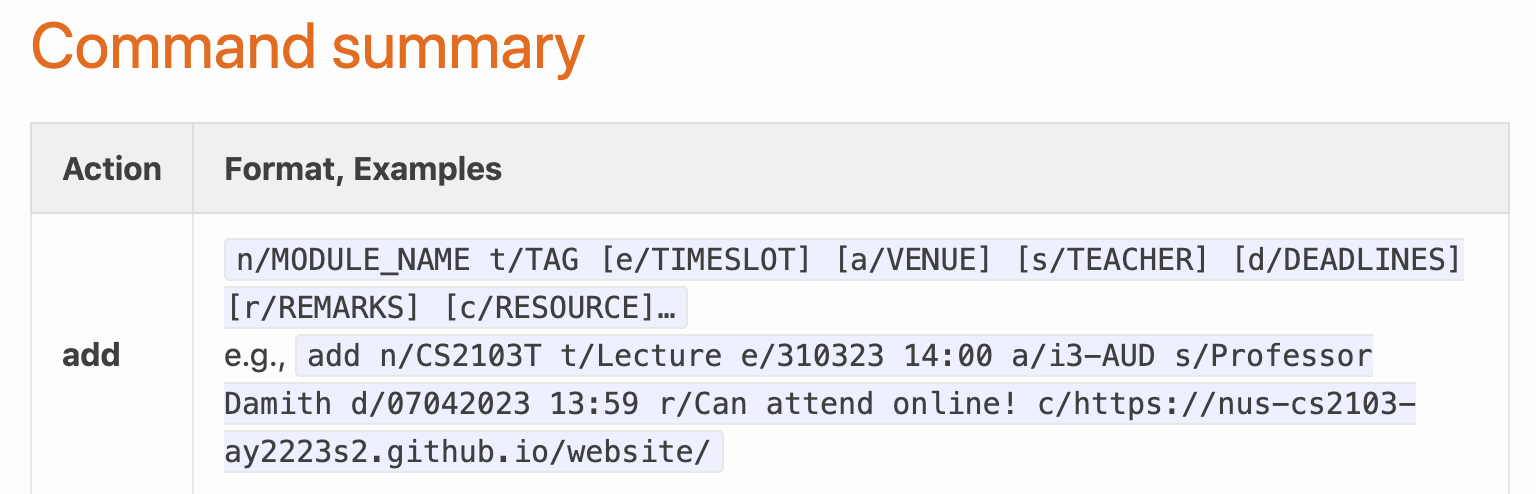 Command summary
Action Format, Examples
n/MODULE_NAME t/TAG [e/TIMESLOT] [a/VENUE] [s/TEACHER] [d/DEADLINES]
[r/REMARKS] [c/RESOURCE]…
add e.g., add n/CS2103T t/Lecture e/310323 14:00 a/i3-AUD s/Professor
Damith d/07042023 13:59 r/Can attend online! c/https://nus-cs2103-
ay2223s2.github.io/website/